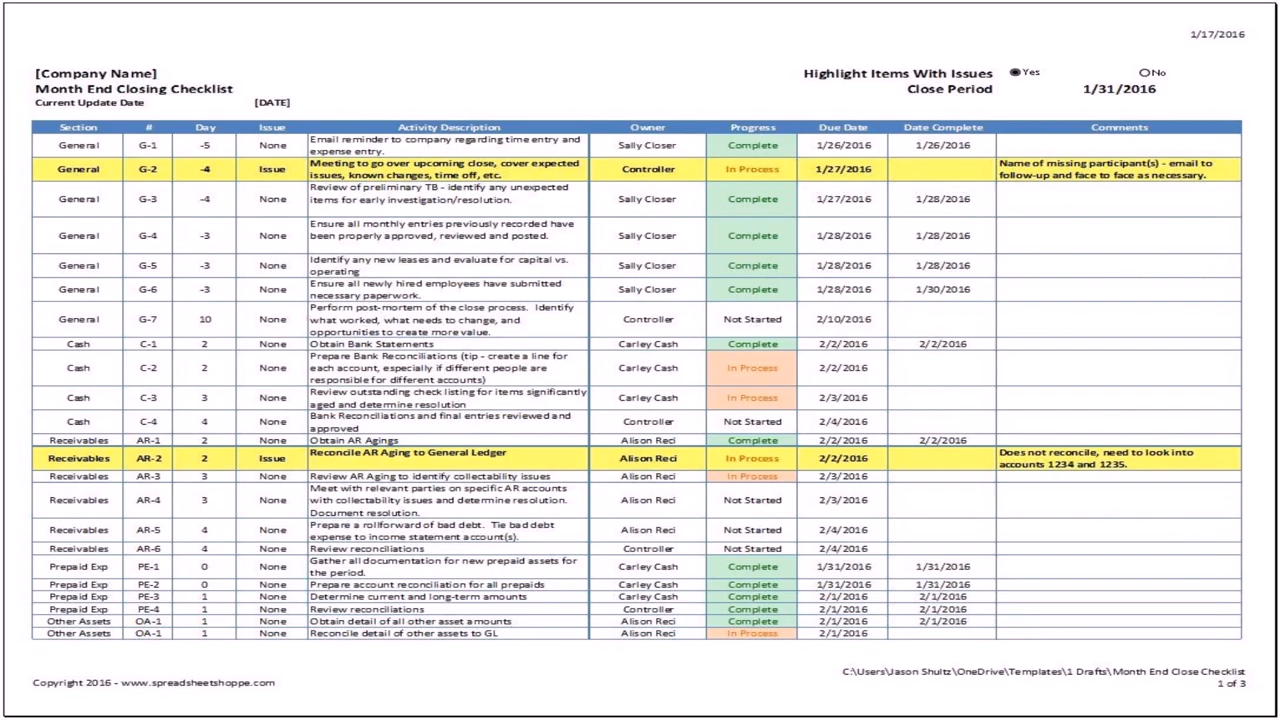 1/17/2016
[Company Name] Highlight Items With Issues Yes No
Month End Closing Checklist Close Period 1/31/2016
Current Update Date [DATE]
Section # Day Issue Activity Description Owner Progress Due Date Date Complete Comments
General G-1 -5 None Email reminder to company regarding time entry and expense entry. Sally Closer Complete 1/26/2016 1/26/2016
General G-2 -4 Issue Meeting to go over upcoming close, cover expected issues, known changes, time off, etc. Controller In Process 1/27/2016 Name of missing participant(s) - email to follow-up and face to face as necessary.
General G-3 -4 None Review of preliminary TB - identify any unexpected items for early investigation/resolution. Sally Closer Complete 1/27/2016 1/28/2016
General G-4 -3 None Ensure all monthly entries previously recorded have been properly approved, reviewed and posted. Sally Closer Complete 1/28/2016 1/28/2016
General G-5 -3 None Identify any new leases and evaluate for capital vs. operating Sally Closer Complete 1/28/2016 1/28/2016
General G-6 -3 None Ensure all newly hired employees have submitted necessary paperwork. Sally Closer Complete 1/28/2016 1/30/2016
General G-7 10 None Perform post-mortem of the close process. Identify what worked, what needs to change, and opportunities to create more value. Controller Not Started 2/10/2016
Cash C-1 2 None Obtain Bank Statements Carley Cash Complete 2/2/2016 2/2/2016
Cash C-2 2 None Prepare Bank Reconciliations (tip - create a line for each account, especially if different people are responsible for different accounts) Carley Cash In Process 2/2/2016
Cash C-3 3 None Review outstanding check listing for items significantly aged and determine resolution Carley Cash In Process 2/3/2016
Cash C-4 4 None Bank Reconciliations and final entries reviewed and approved Controller Not Started 2/4/2016
Receivables AR-1 2 None Obtain AR Agings Alison Reci Complete 2/2/2016 2/2/2016
Receivables AR-2 2 Issue Reconcile AR Aging to General Ledger Alison Reci In Process 2/2/2016 Does not reconcile, need to look into accounts 1234 and 1235.
Receivables AR-3 3 None Review AR Aging to identify collectability issues Alison Reci In Process 2/3/2016
Receivables AR-4 3 None Meet with relevant parties on specific AR accounts with collectability issues and determine resolution. Document resolution. Alison Reci Not Started 2/3/2016
Receivables AR-5 4 None Prepare a rollforward of bad debt. Tie bad debt expense to income statement account(s). Alison Reci Not Started 2/4/2016
Receivables AR-6 4 None Review reconciliations Controller Not Started 2/4/2016
Prepaid Exp PE-1 0 None Gather all documentation for new prepaid assets for the period. Carley Cash Complete 1/31/2016 1/31/2016
Prepaid Exp PE-2 0 None Prepare account reconciliation for all prepaids Carley Cash Complete 1/31/2016 1/31/2016
Prepaid Exp PE-3 1 None Determine current and long-term amounts Carley Cash Complete 2/1/2016 2/1/2016
Prepaid Exp PE-4 1 None Review reconciliations Controller Complete 2/1/2016 2/1/2016
Other Assets OA-1 1 None Obtain detail of all other asset amounts Alison Reci Complete 2/1/2016 2/1/2016
Other Assets OA-1 1 None Reconcile detail of other assets to GL Alison Reci In Process 2/1/2016
C:\Users\Jason Shultz\OneDrive\Templates\1 Drafts\Month End Close Checklist
Copyright 2016 - www.spreadsheetshoppe.com 1 of 3